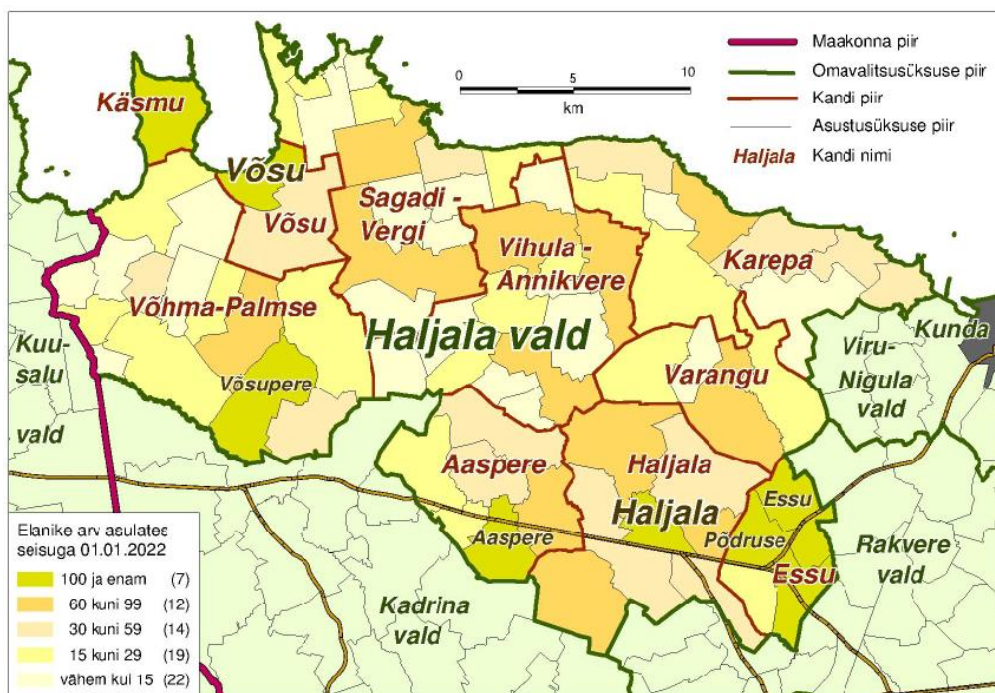 Maakonna piir
Omavalitsusüksuse piir
Kandi piir
Asustusüksuse piir
Haljala Kandi nimi
0 5 10
km
Käsmu
Võsu
Võsu
Sagadi -
Vergi
Vihula -
Annikvere
Karepa
Võhma-Palmse
Haljala vald
Võsupere
Varangu
Kunda
Viru-
Nigula
vald
Kuu-
salu
vald
Aaspere
Aaspere
Haljala
Haljala
Essu
Põdruse
Essu
Rakvere
vald
Kadrina
vald
Elanike arv asulates
seisuga 01.01.2022
100 ja enam (7)
60 kuni 99 (12)
30 kuni 59 (14)
15 kuni 29 (19)
vähem kui 15 (22)